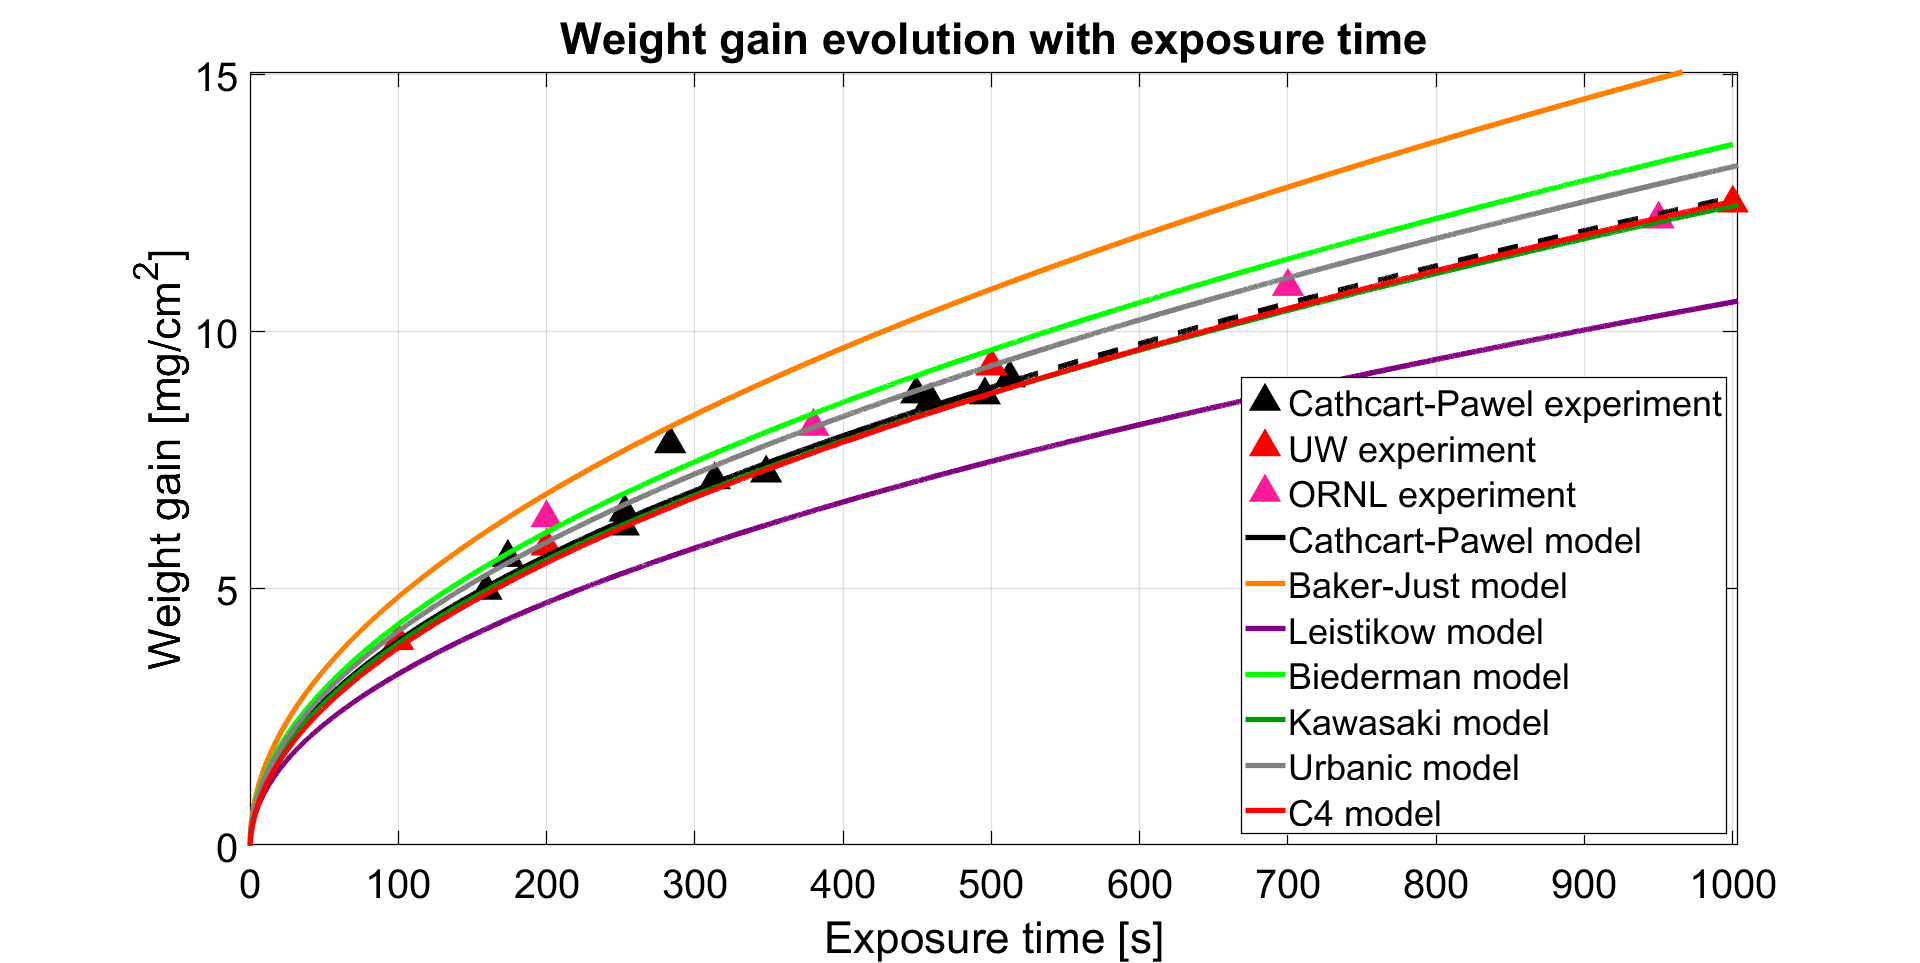 Weight gain evolution with exposure time
Weight gain [mg/cm²]
15
10
5
0
0 100 200 300 400 500 600 700 800 900 1000
Exposure time [s]
Cathcart-Pawel experiment
UW experiment
ORNL experiment
Cathcart-Pawel model
Baker-Just model
Leistikow model
Biederman model
Kawasaki model
Urbanic model
C4 model